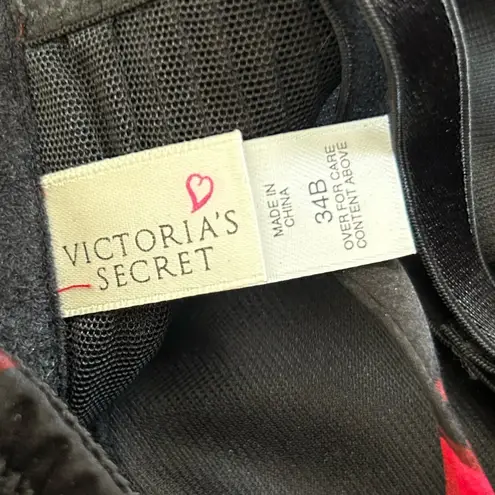 VICTORIA'S
SECRET
MADE IN
CHINA
34B
OVER FOR CARE
CONTENT ABOVE